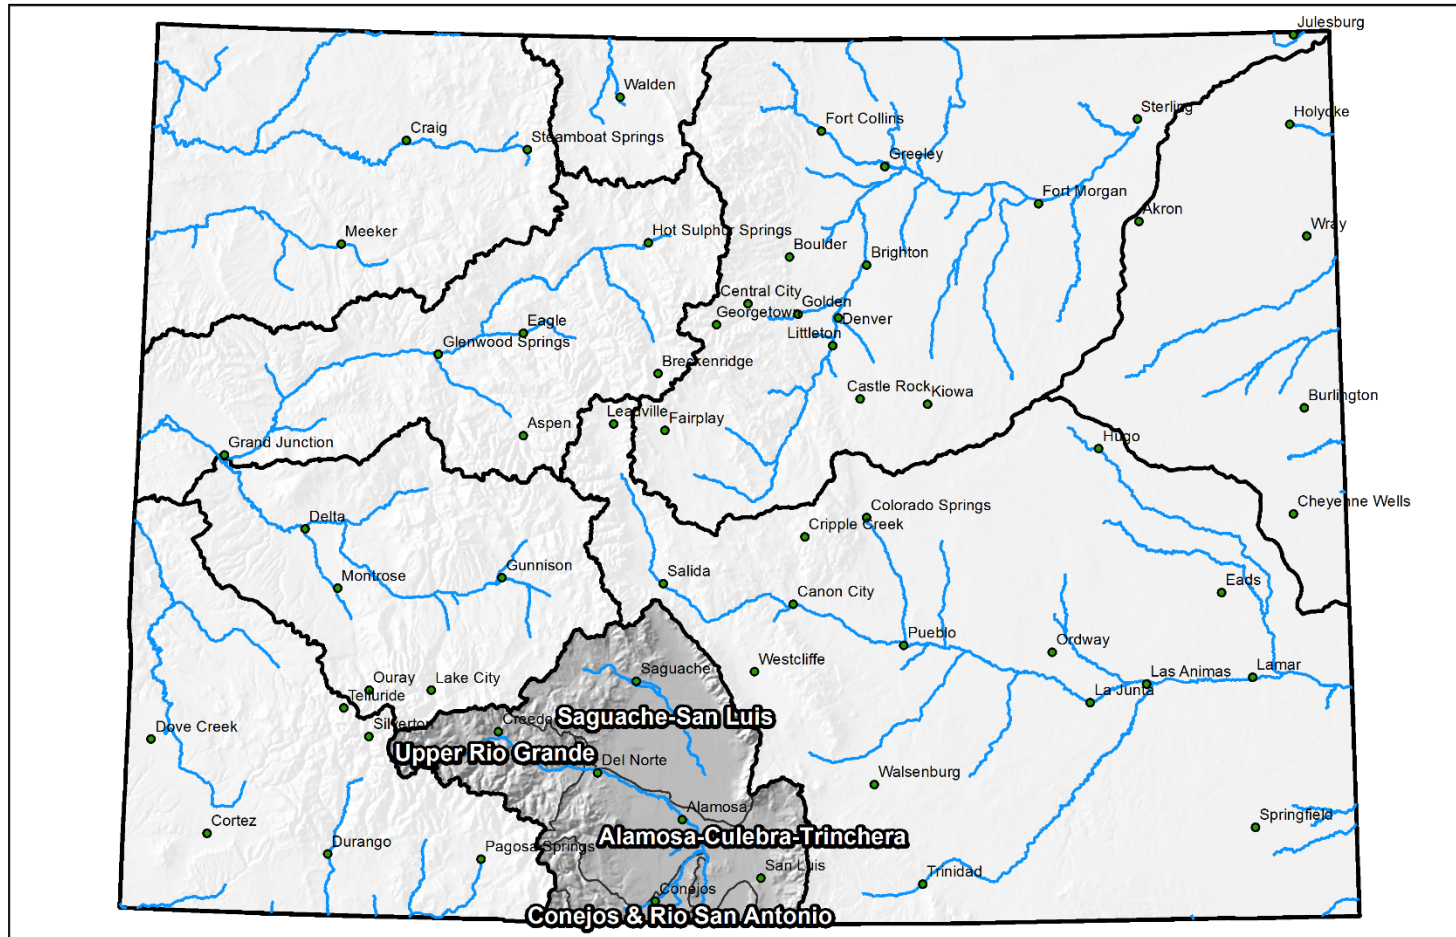 Julesburg
Walden
Sterling
Holyoke
Fort Collins
Craig
Steamboat Springs
Greeley
Fort Morgan
Akron
Wray
Meeker
Hot Sulphur Springs
Boulder
Brighton
Central City
Golden
Georgetown
Denver
Eagle
Littleton
Glenwood Springs
Breckenridge
Castle Rock
Kiowa
Burlington
Leadville
Aspen
Fairplay
Grand Junction
Hugo
Cheyenne Wells
Colorado Springs
Delta
Cripple Creek
Gunnison
Montrose
Salida
Eads
Canon City
Pueblo
Ordway
Saguache
Westcliffe
Lamar
Las Animas
Ouray
Lake City
La Junta
Telluride
Saguache-San Luis
Dove Creek
Silverton
Creede
Upper Rio Grande
Del Norte
Walsenburg
Alamosa
Springfield
Cortez
Alamosa-Culebra-Trinchera
Durango
Pagosa Springs
San Luis
Trinidad
Conejos
Conejos & Rio San Antonio